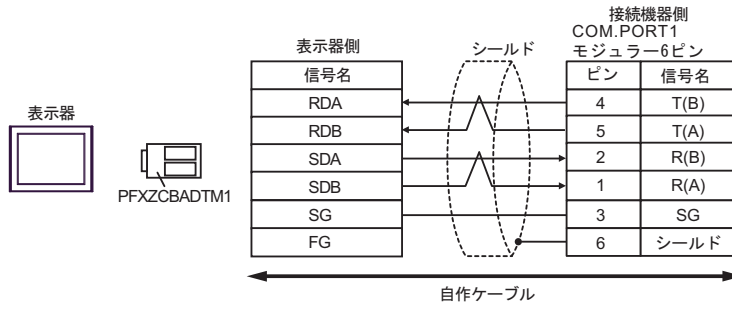 接続機器側
COM.PORT1
モジュラー6ピン
表示器側
シールド
信号名
ピン
信号名
RDA
4
T(B)
RDB
5
T(A)
SDA
2
R(B)
SDB
1
R(A)
SG
3
SG
FG
6
シールド
表示器
PFXZCBADTM1
自作ケーブル